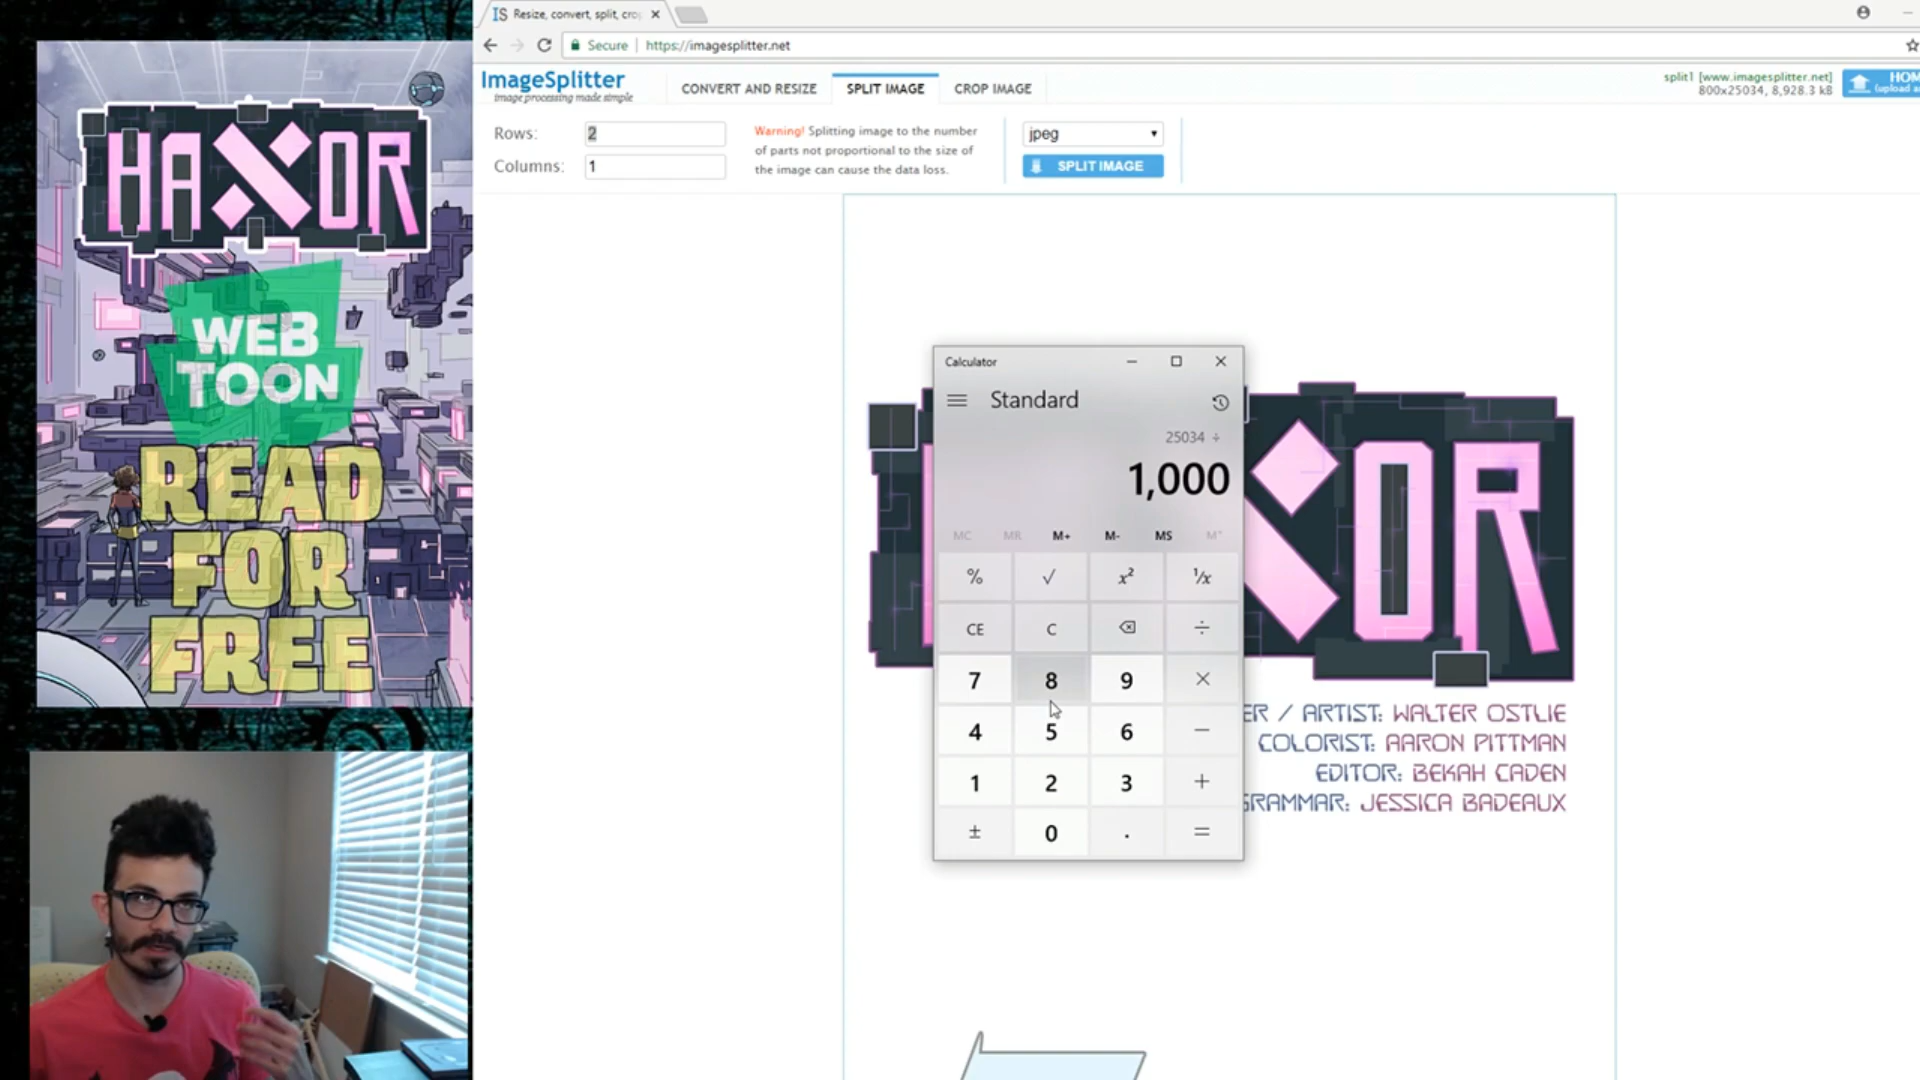 HAXOR
WEB
TOON
READ
FOR
FREE
IS Resize, convert, split, cro
Secure | https://imagesplitter.net
ImageSplitter
image processing made simple
CONVERT AND RESIZE
SPLIT IMAGE
CROP IMAGE
split1 [www.imagesplitter.net]
800x25034, 8,928.3 kB
HOM
(upload a
Rows: 2
Columns: 1
Warning! Splitting image to the number
of parts not proportional to the size of
the image can cause the data loss.
jpeg
SPLIT IMAGE
Calculator
Standard
25034 ÷
1,000
MC MR M+ M- MS M˅
% √ x² ¹/x
CE C ÷
7 8 9 ×
4 5 6 −
1 2 3 +
± 0 . =
XOR
ER / ARTIST: WALTER OSTLIE
COLORIST: AARON PITTMAN
EDITOR: BEKAH CADEN
GRAMMAR: JESSICA BADEAUX